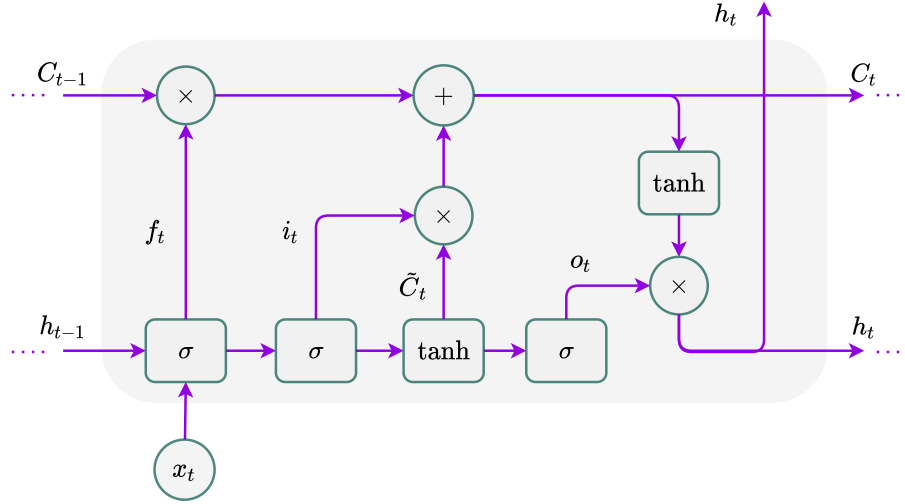 h_t
C_{t−1}
C_t
× +
tanh
f_t i_t ×
C̃_t o_t ×
h_{t−1} h_t
σ σ tanh σ
x_t